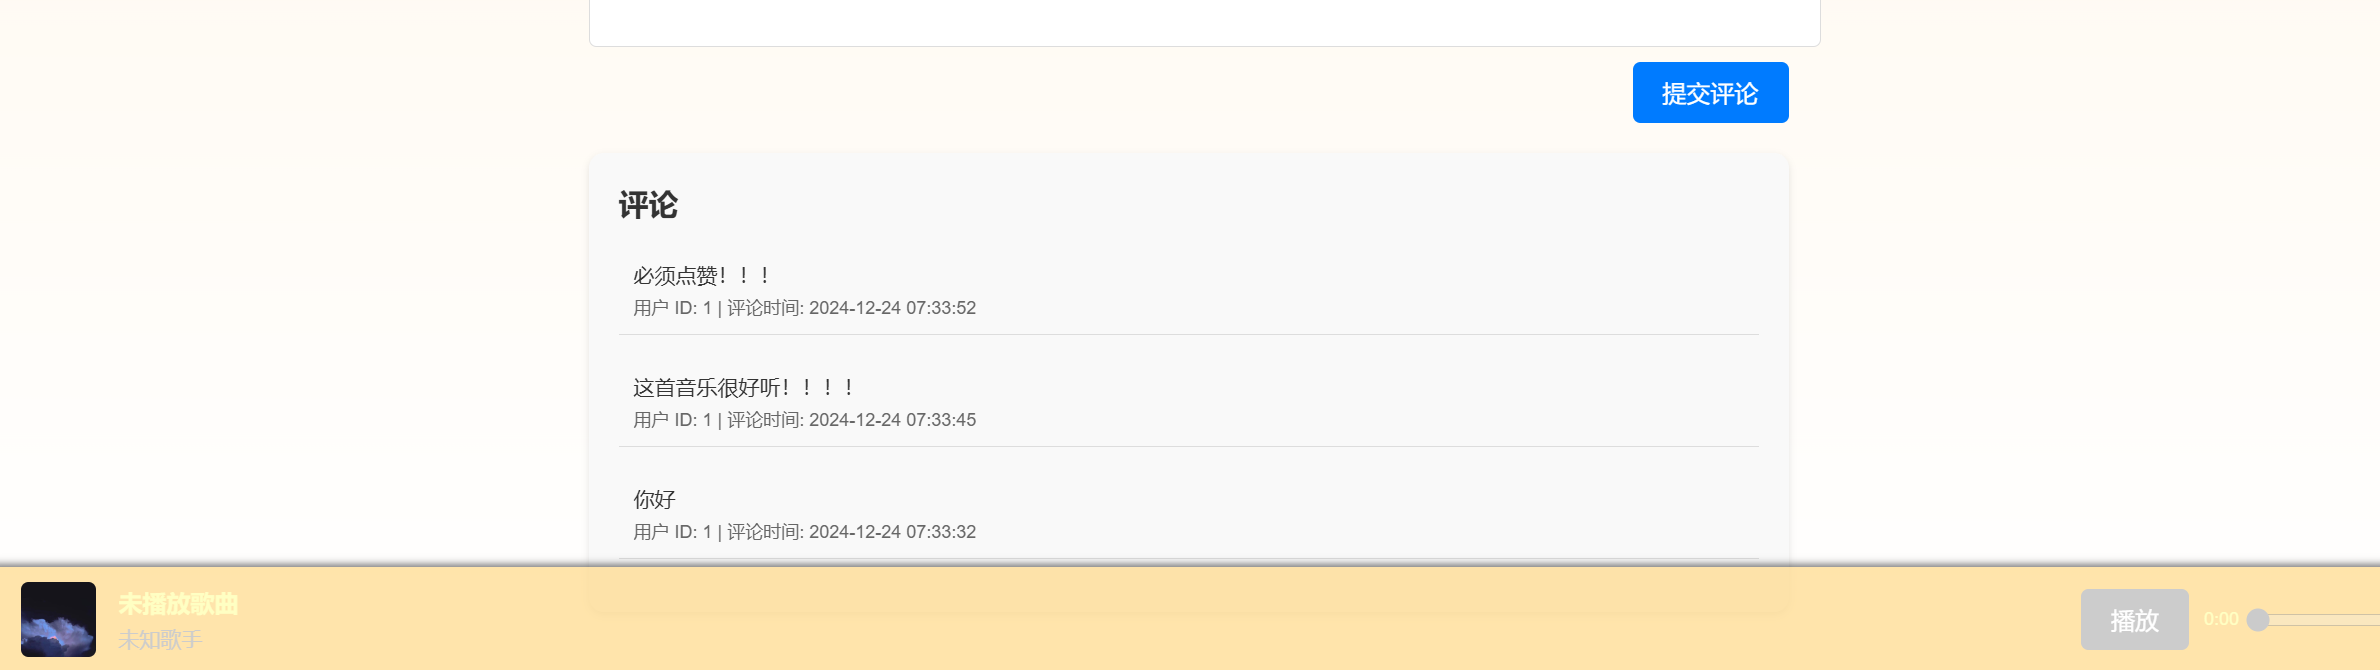 提交评论
评论
必须点赞！！！
用户 ID: 1 | 评论时间: 2024-12-24 07:33:52
这首音乐很好听！！！！
用户 ID: 1 | 评论时间: 2024-12-24 07:33:45
你好
用户 ID: 1 | 评论时间: 2024-12-24 07:33:32
未播放歌曲
未知歌手
播放
0:00